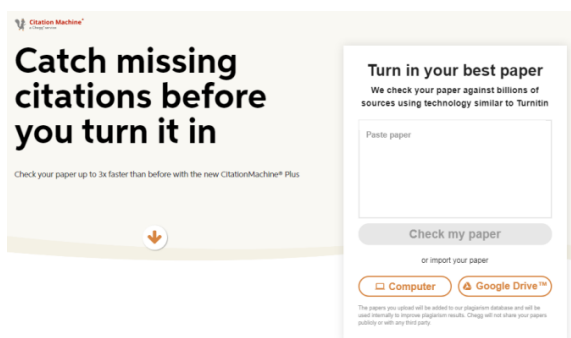 Citation Machine®
a Chegg service
Catch missing
citations before
you turn it in
Check your paper up to 3x faster than before with the new CitationMachine® Plus
Turn in your best paper
We check your paper against billions of
sources using technology similar to Turnitin
Paste paper
Check my paper
or import your paper
Computer
Google Drive™
The papers you upload will be added to our plagiarism database and will be
used internally to improve plagiarism results. Chegg will not share your papers
publicly or with any third party.